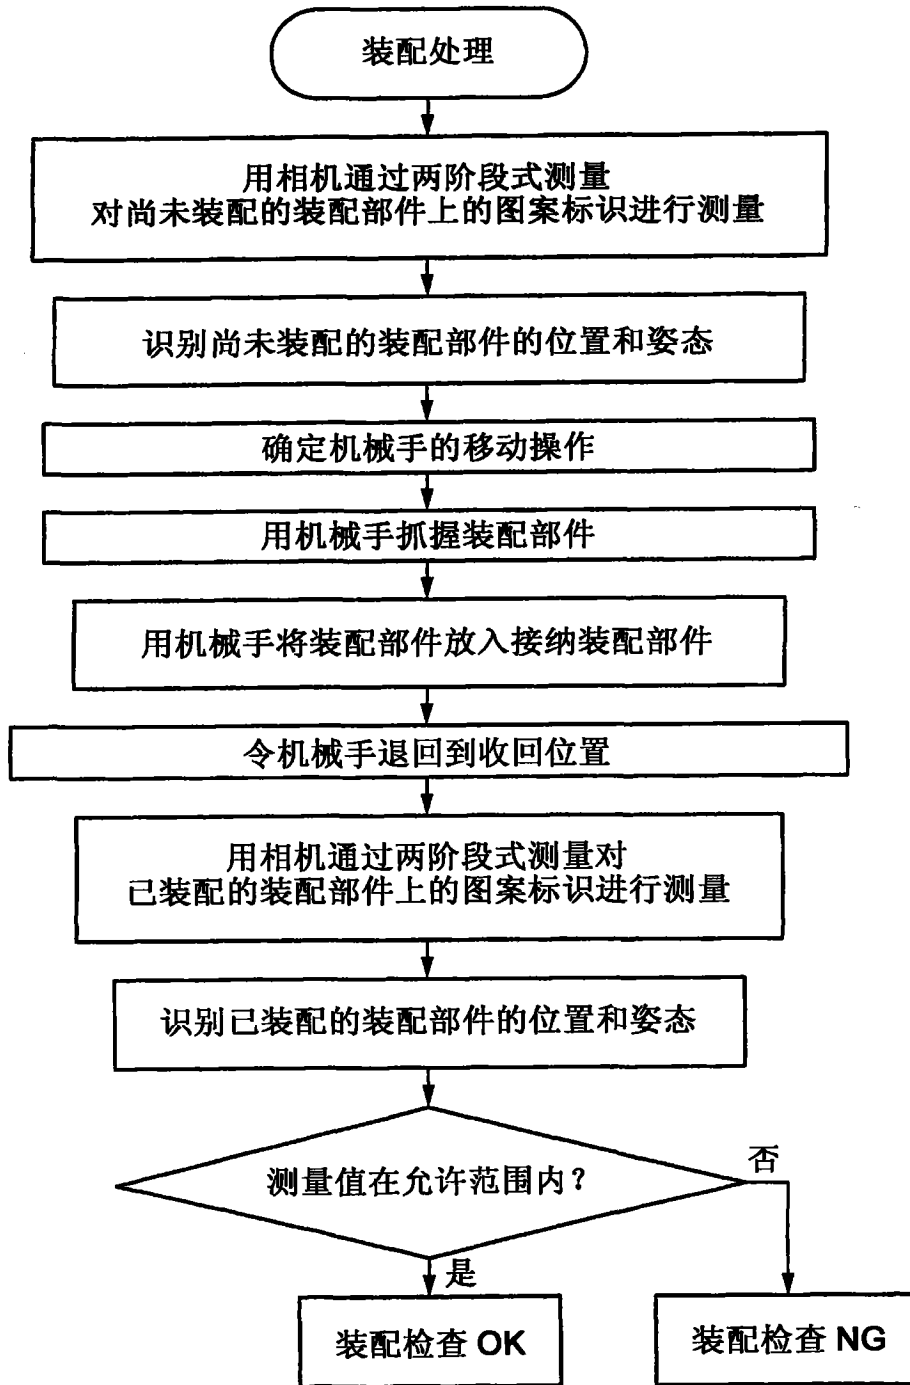 装配处理
用相机通过两阶段式测量
对尚未装配的装配部件上的图案标识进行测量
识别尚未装配的装配部件的位置和姿态
确定机械手的移动操作
用机械手抓握装配部件
用机械手将装配部件放入接纳装配部件
令机械手退回到收回位置
用相机通过两阶段式测量对
已装配的装配部件上的图案标识进行测量
识别已装配的装配部件的位置和姿态
测量值在允许范围内?
否
是
装配检查 OK
装配检查 NG